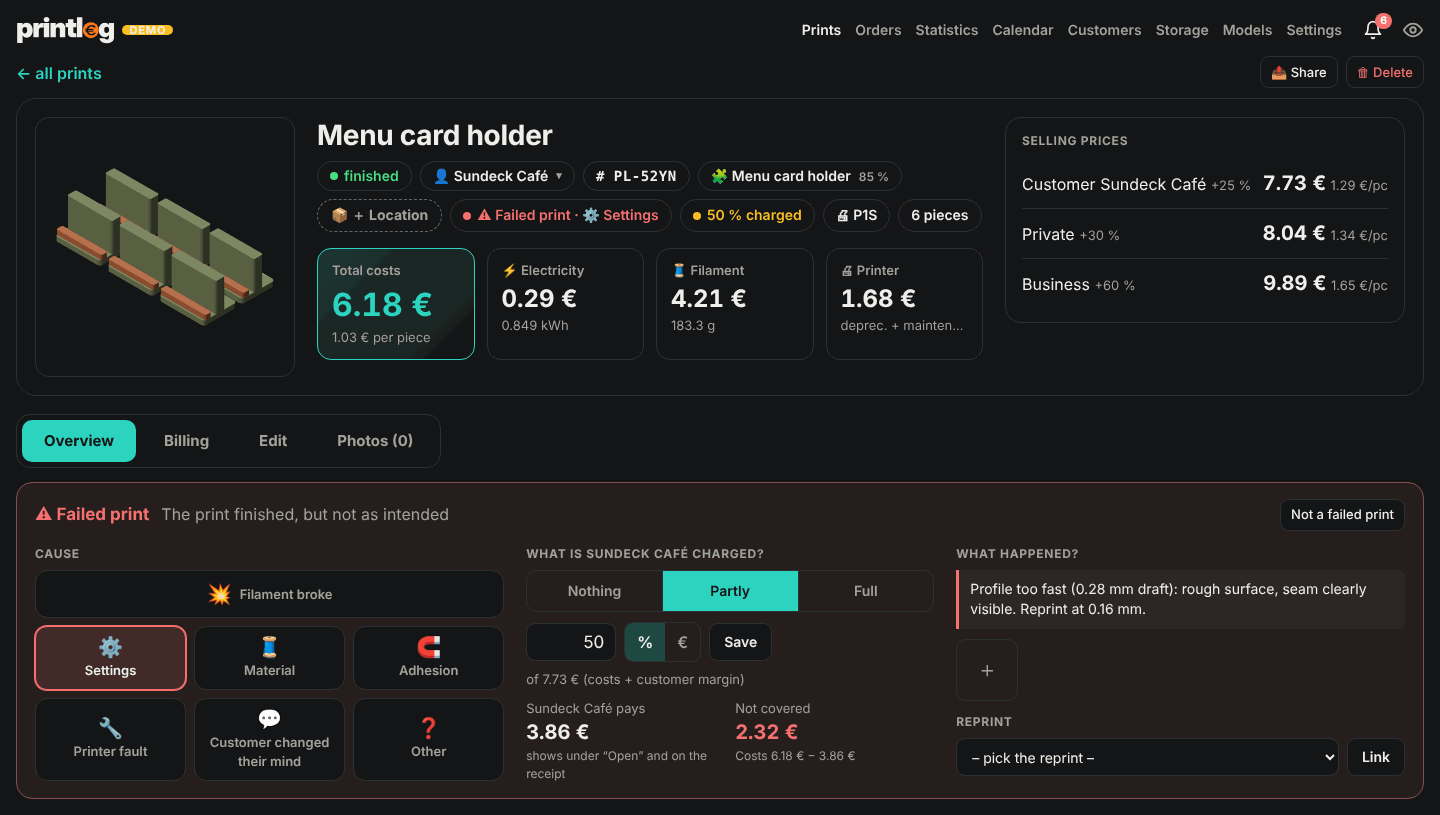 printlog DEMO
Prints Orders Statistics Calendar Customers Storage Models Settings 6
← all prints
Share Delete
Menu card holder
finished Sundeck Café ▾ # PL-52YN Menu card holder 85 %
+ Location Failed print · Settings 50 % charged P1S 6 pieces
Total costs
6.18 €
1.03 € per piece
Electricity
0.29 €
0.849 kWh
Filament
4.21 €
183.3 g
Printer
1.68 €
deprec. + mainten...
SELLING PRICES
Customer Sundeck Café +25 % 7.73 € 1.29 €/pc
Private +30 % 8.04 € 1.34 €/pc
Business +60 % 9.89 € 1.65 €/pc
Overview Billing Edit Photos (0)
Failed print The print finished, but not as intended
Not a failed print
CAUSE
Filament broke
Settings Material Adhesion
Printer fault
Customer changed
their mind
Other
WHAT IS SUNDECK CAFÉ CHARGED?
Nothing Partly Full
50 % € Save
of 7.73 € (costs + customer margin)
Sundeck Café pays
3.86 €
shows under “Open” and on the
receipt
Not covered
2.32 €
Costs 6.18 € − 3.86 €
WHAT HAPPENED?
Profile too fast (0.28 mm draft): rough surface, seam clearly
visible. Reprint at 0.16 mm.
+
REPRINT
– pick the reprint – Link